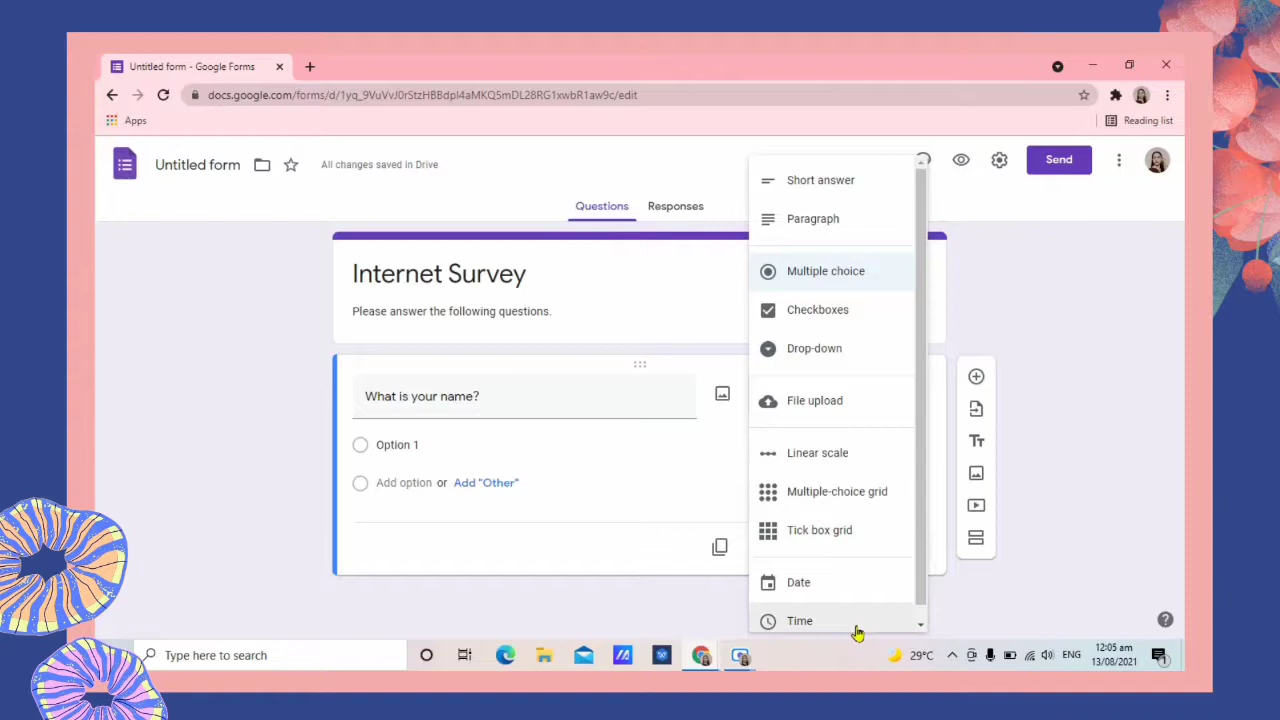 Untitled form - Google Forms
docs.google.com/forms/d/1yq_9VuVvJ0rStzHBBdpI4aMKQ5mDL28RG1xwbR1aw9c/edit
Apps
Reading list
Untitled form
All changes saved in Drive
Send
Questions
Responses
Internet Survey
Please answer the following questions.
What is your name?
Option 1
Add option or Add "Other"
Short answer
Paragraph
Multiple choice
Checkboxes
Drop-down
File upload
Linear scale
Multiple-choice grid
Tick box grid
Date
Time
Type here to search
29°C
ENG
12:05 am
13/08/2021
1